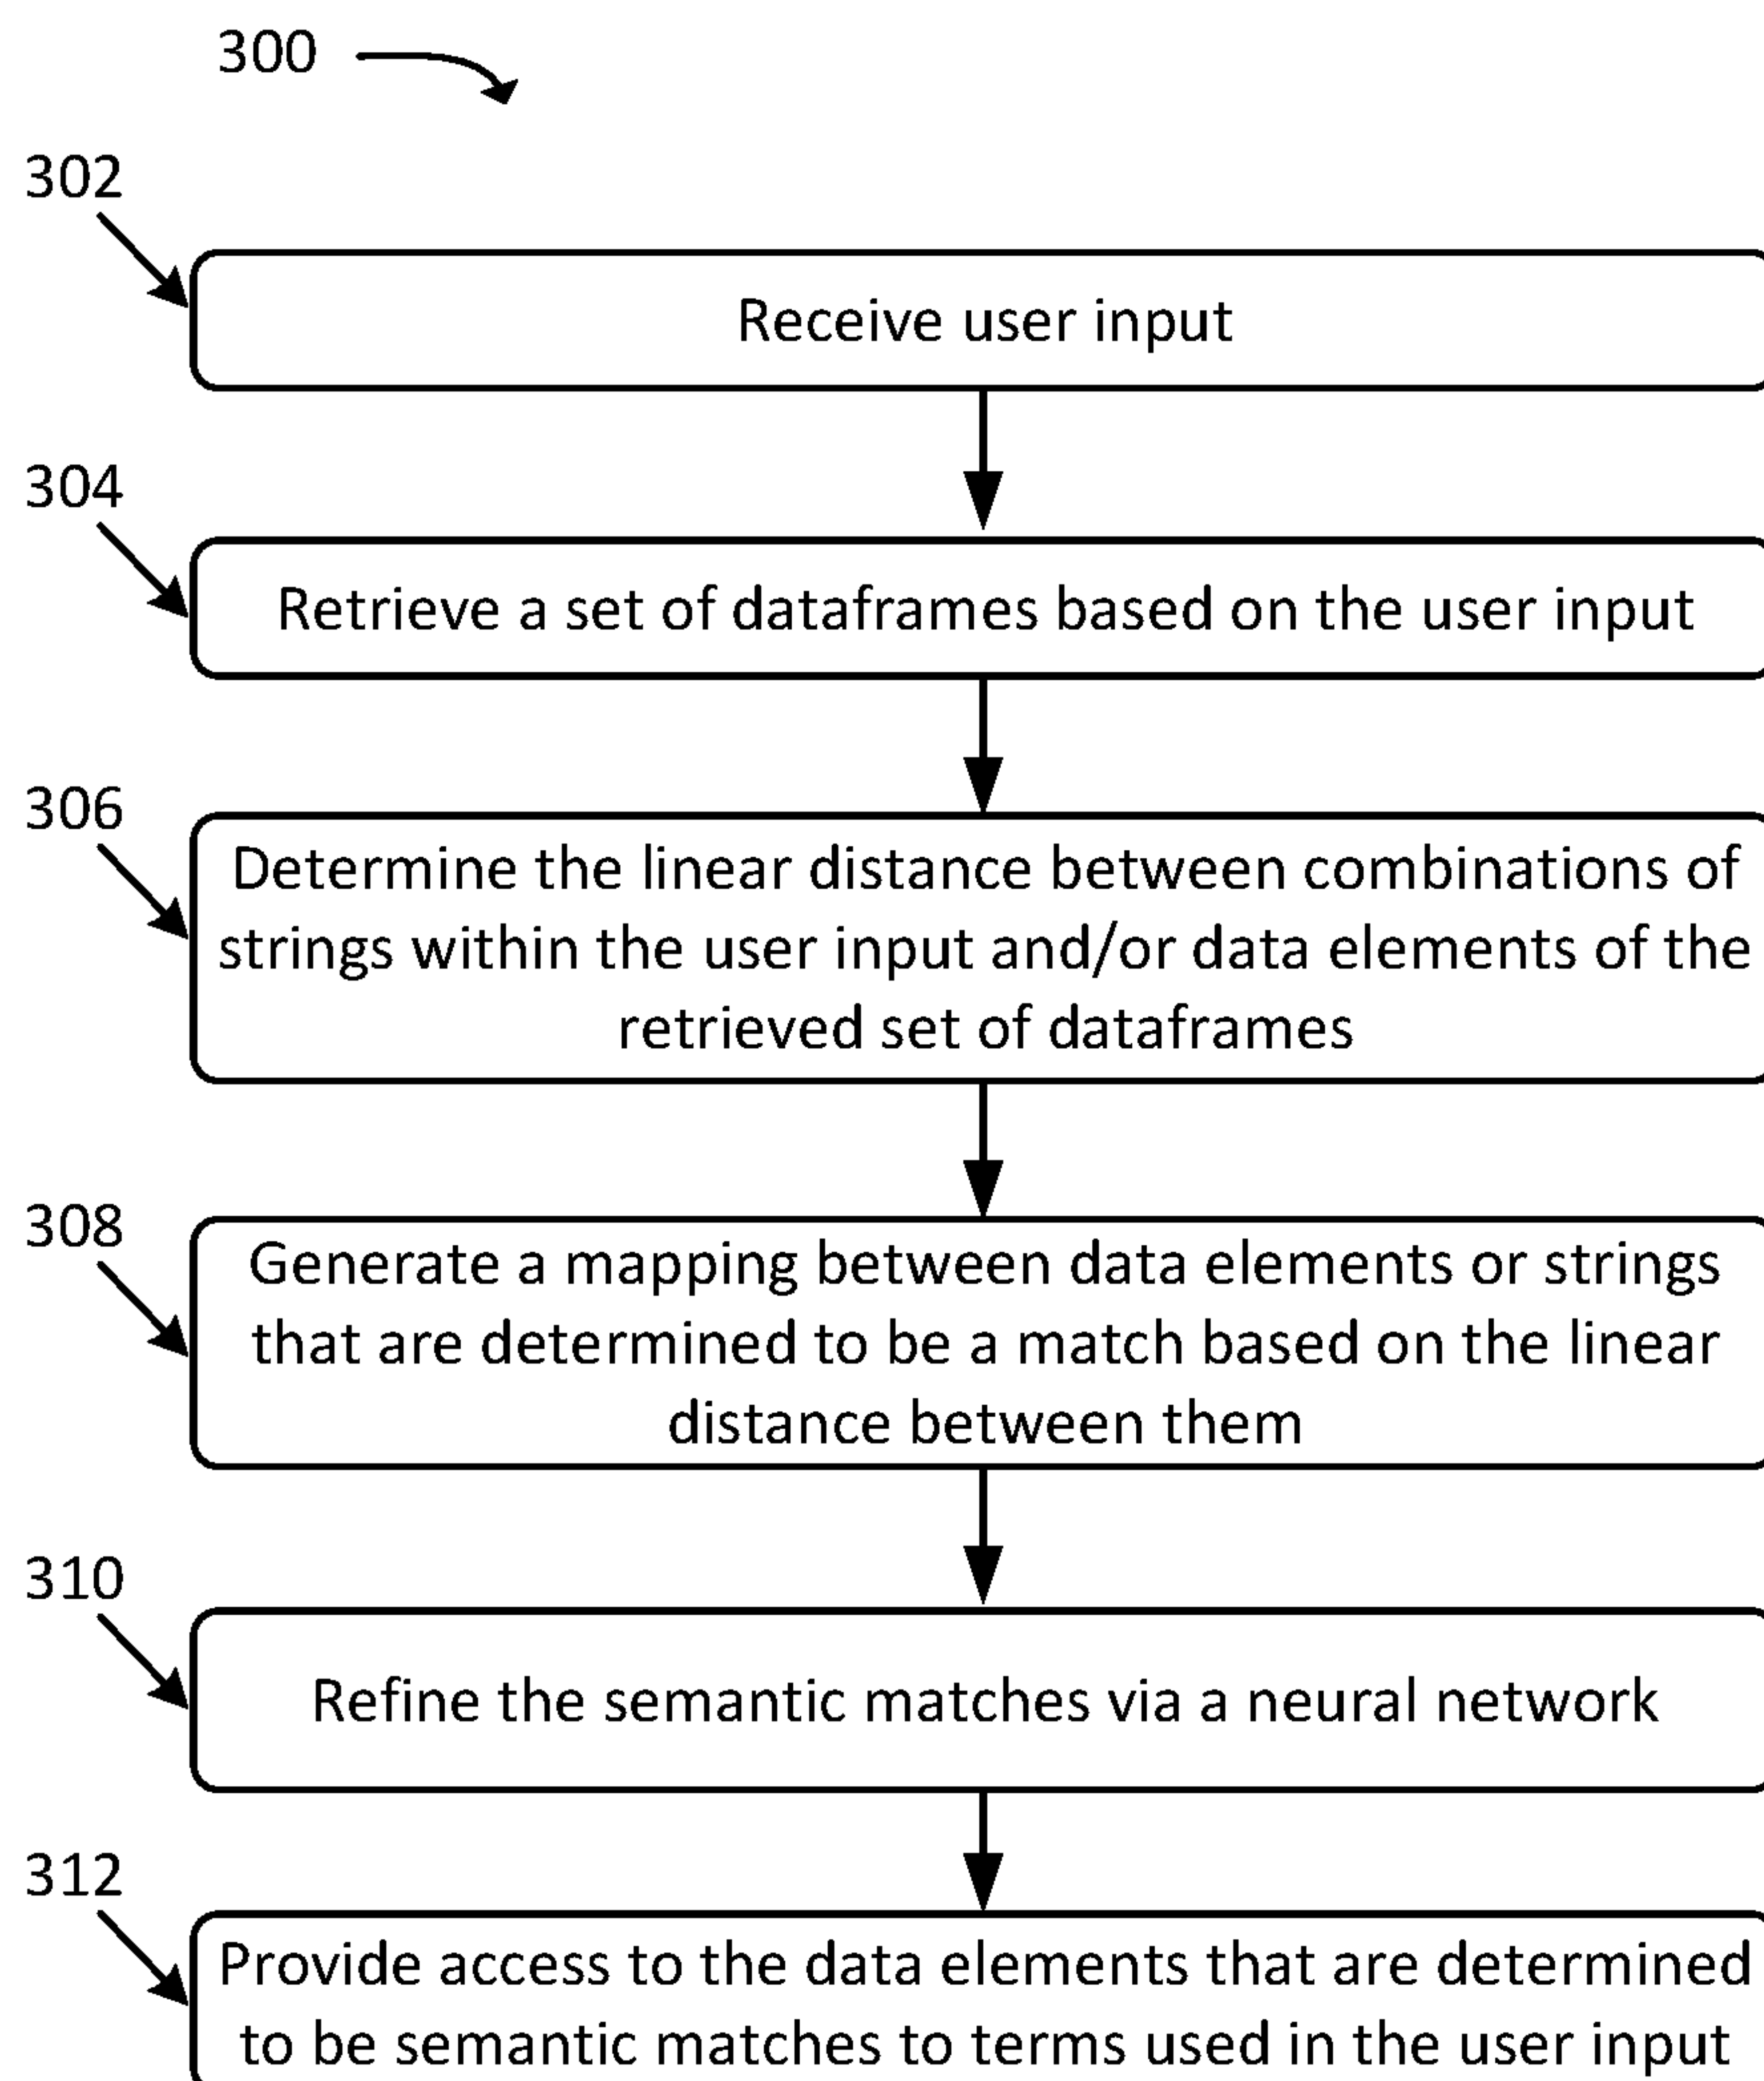 300
302
Receive user input
304
Retrieve a set of dataframes based on the user input
306
Determine the linear distance between combinations of
strings within the user input and/or data elements of the
retrieved set of dataframes
308
Generate a mapping between data elements or strings
that are determined to be a match based on the linear
distance between them
310
Refine the semantic matches via a neural network
312
Provide access to the data elements that are determined
to be semantic matches to terms used in the user input